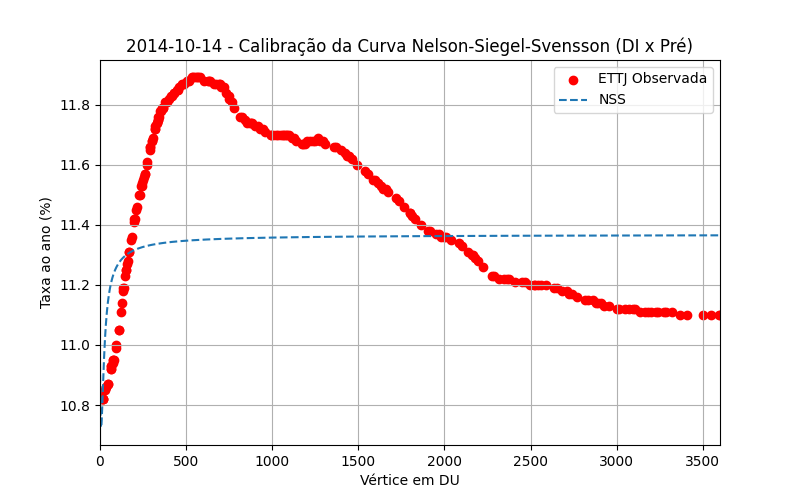 2014-10-14 - Calibração da Curva Nelson-Siegel-Svensson (DI x Pré)
ETTJ Observada
NSS
Taxa ao ano (%)
11.8
11.6
11.4
11.2
11.0
10.8
0 500 1000 1500 2000 2500 3000 3500
Vértice em DU